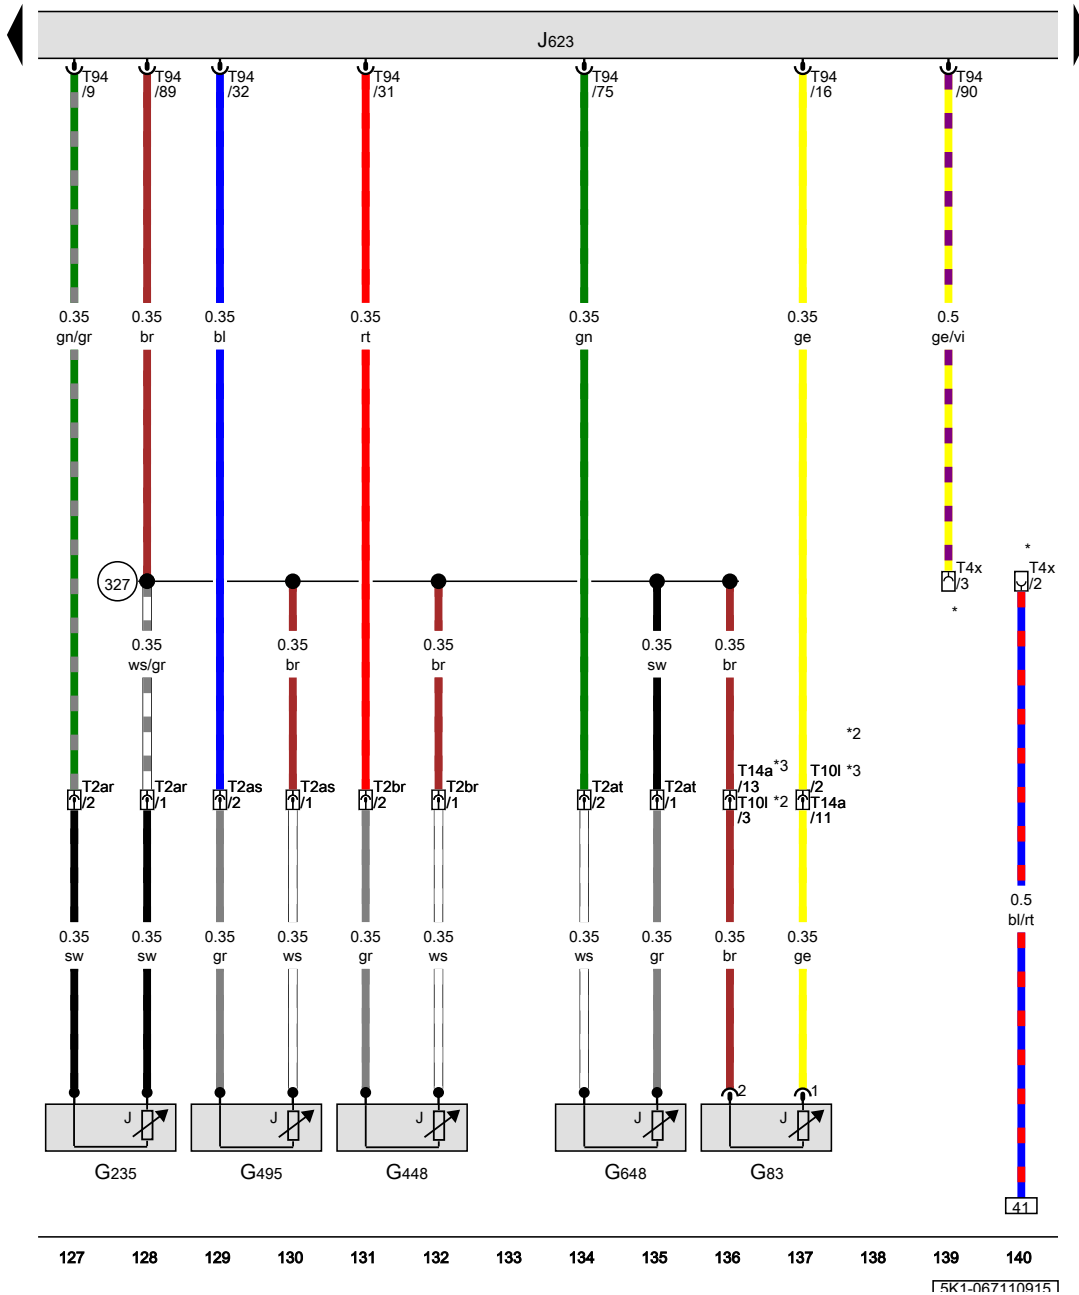 J623
T94 T94 T94 T94 T94 T94 T94
/9 /89 /32 /31 /75 /16 /90
0.35 0.35 0.35 0.35 0.35 0.35 0.5
gn/gr br bl rt gn ge ge/vi
*
T4x T4x
327 /3 /2
*
0.35 0.35 0.35 0.35 0.35
ws/gr br br sw br
*2
T14a *3 T10l *3
/13 /2
T2ar T2ar T2as T2as T2br T2br T2at T2at
/2 /1 /2 /1 /2 /1 /2 /1
T10l *2 T14a
/3 /11
0.5
bl/rt
0.35 0.35 0.35 0.35 0.35 0.35 0.35 0.35 0.35 0.35
sw sw gr ws gr ws ws gr br ge
2 1
J J J J J
G235 G495 G448 G648 G83
41
127 128 129 130 131 132 133 134 135 136 137 138 139 140
5K1-067110915